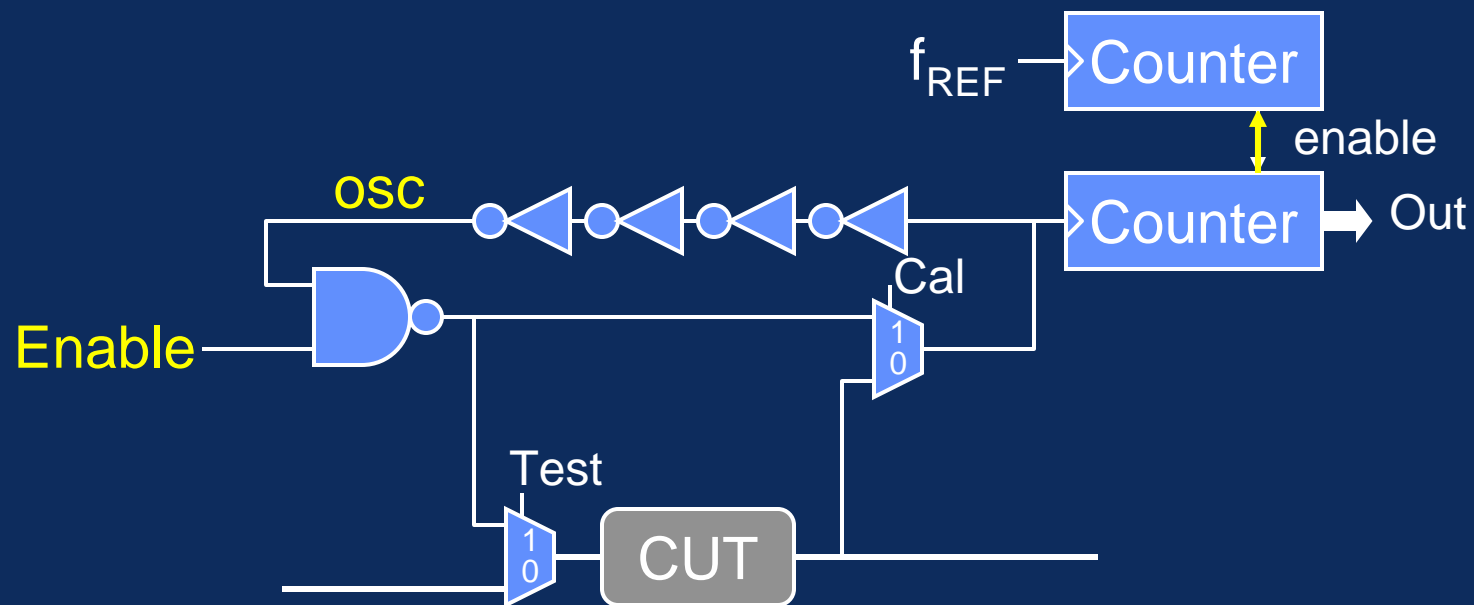 Counter
fREF
enable
osc
Counter
Out
Cal
1
0
Enable
Test
1
0
CUT